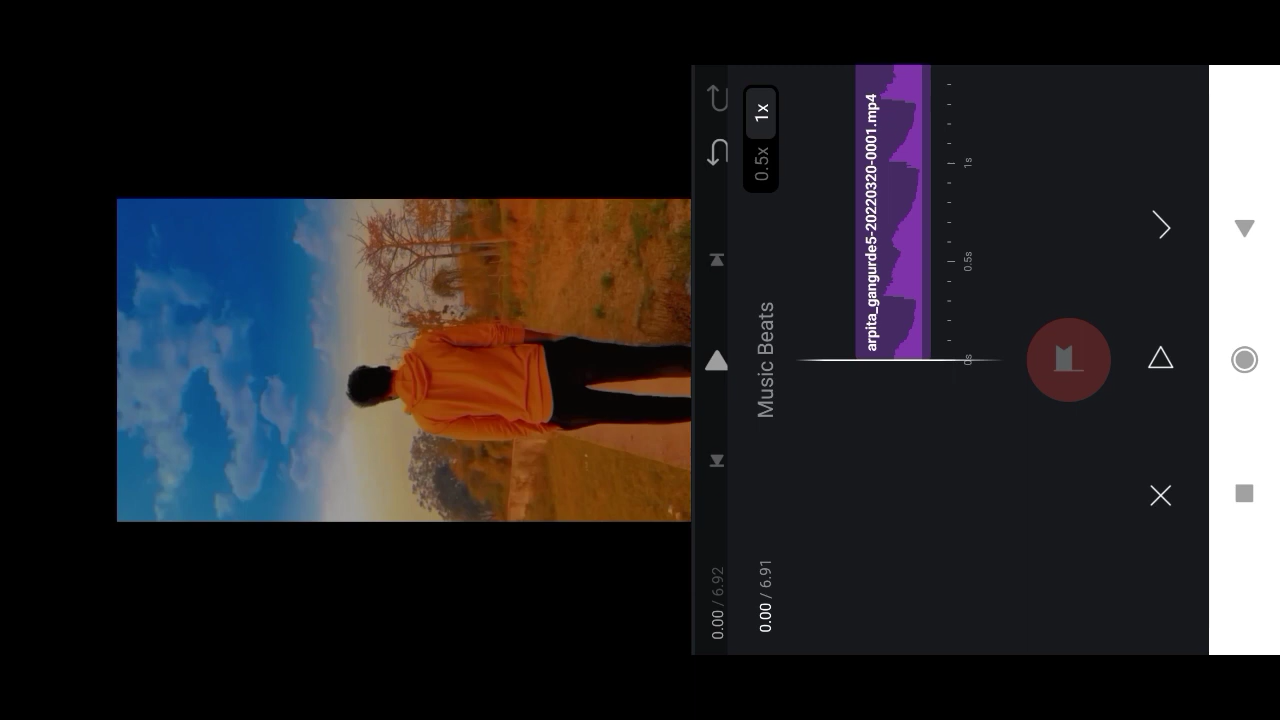 0.00 / 6.92
0.00 / 6.91
Music Beats
0.5x 1x
arpita_gangurde5-20220320-0001.mp4
0s 0.5s 1s